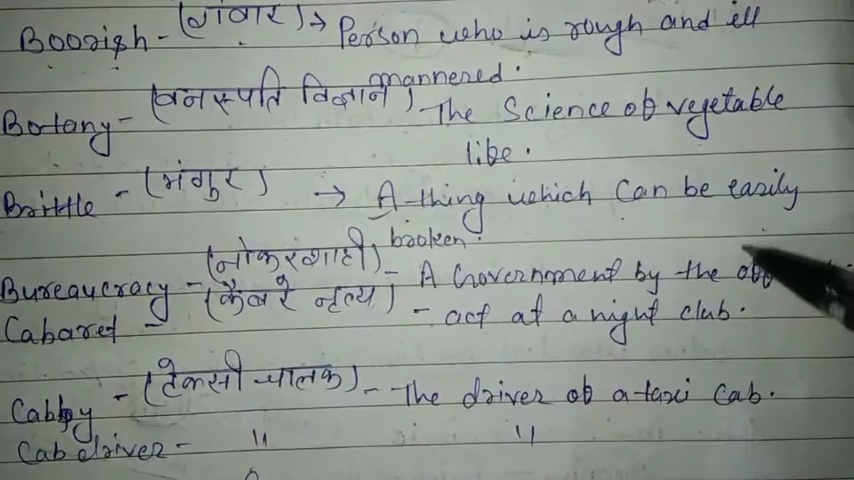 Boorish - (गंवार) → Person who is rough and ill
mannered.
Botany - (वनस्पति विज्ञान) - The Science of vegetable
life.
Brittle - (भंगुर) → A thing which can be easily
broken.
Bureaucracy - (नौकरशाही) - A Government by the
Cabaret - (कैबरे नृत्य) - act at a night club.
Cabby - (टेकसी चालक) - The driver of a taxi cab.
Cab driver - " "